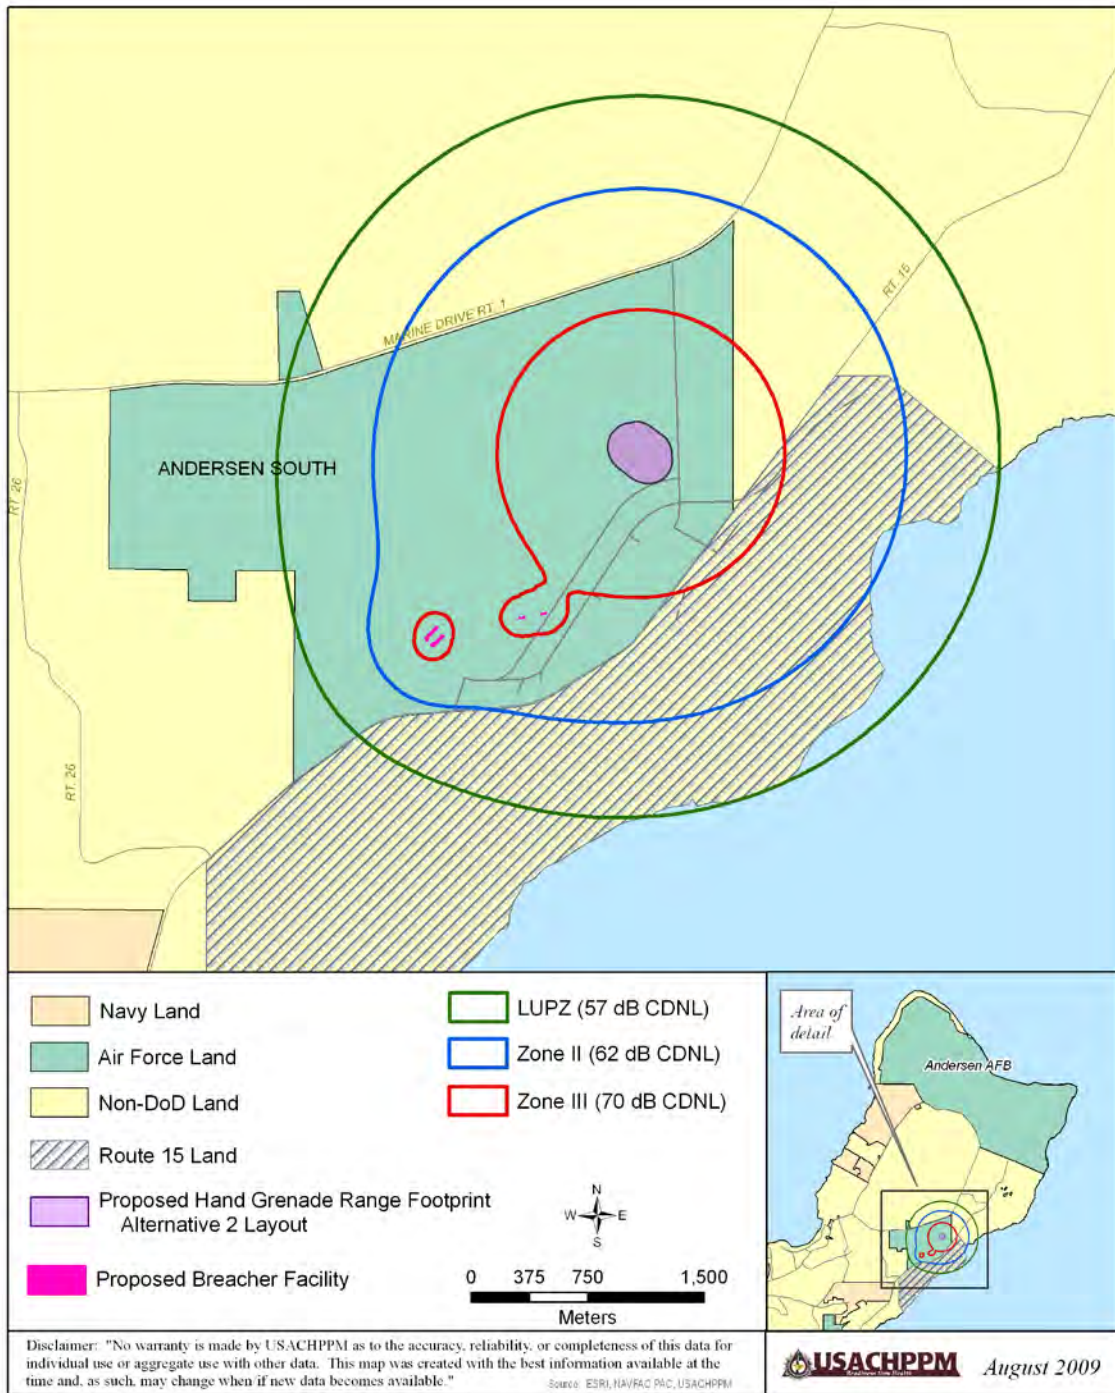 MARINE DRIVE RT. 1
RT. 15
ANDERSEN SOUTH
RT. 26
RT. 26
Navy Land
Air Force Land
Non-DoD Land
Route 15 Land
Proposed Hand Grenade Range Footprint
Alternative 2 Layout
Proposed Breacher Facility
LUPZ (57 dB CDNL)
Zone II (62 dB CDNL)
Zone III (70 dB CDNL)
N
W E
S
0 375 750 1,500
Meters
Area of
detail
Andersen AFB
Disclaimer: "No warranty is made by USACHPPM as to the accuracy, reliability, or completeness of this data for
individual use or aggregate use with other data. This map was created with the best information available at the
time and, as such, may change when if new data becomes available."
Source: ESRI, NAVFAC PAC, USACHPPM
USACHPPM
August 2009